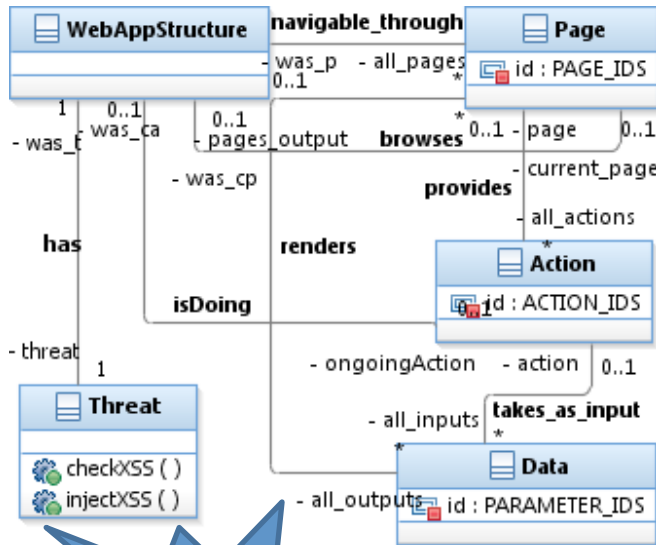 WebAppStructure
navigable_through
Page
- was_p
- all_pages
0..1
*
id : PAGE_IDS
1
0..1
- was_t
- was_ca
0..1
- pages_output
browses
*
0..1
- page
0..1
- was_cp
provides
- current_page
- all_actions
*
has
renders
Action
isDoing
0..1
id : ACTION_IDS
- threat
1
- ongoingAction
- action
0..1
Threat
- all_inputs
takes_as_input
*
*
checkXSS ( )
injectXSS ( )
Data
- all_outputs
id : PARAMETER_IDS